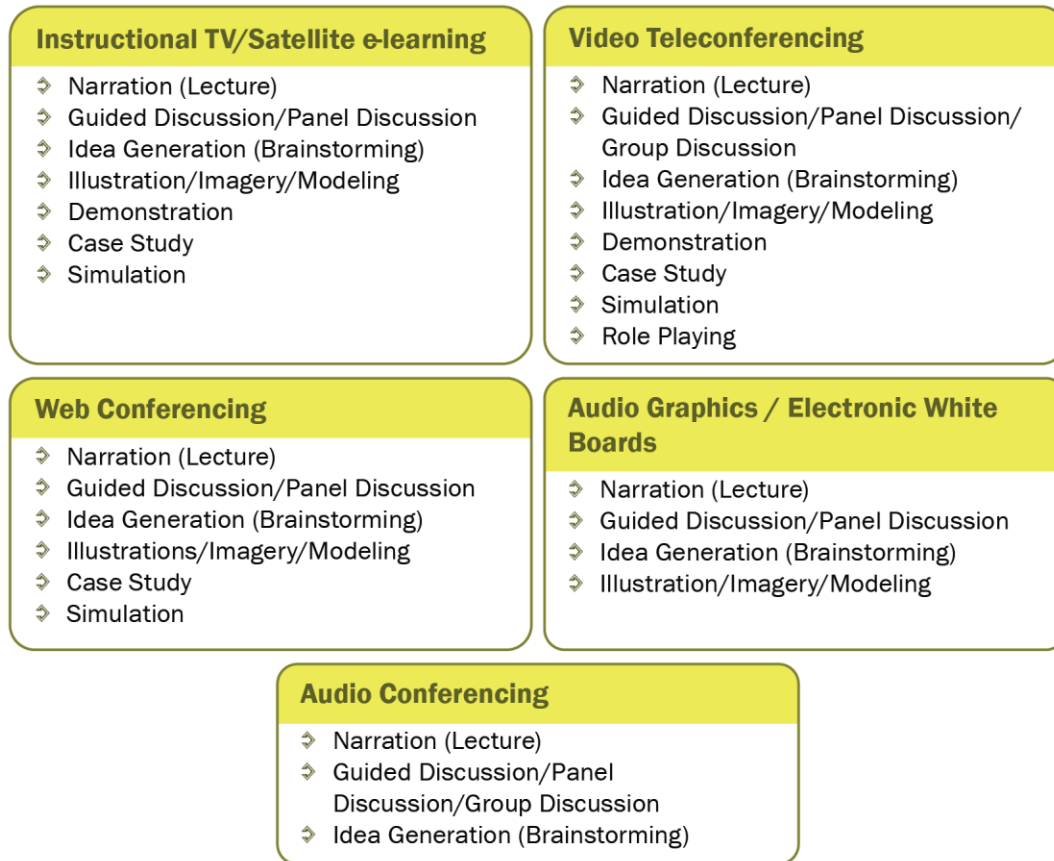 Instructional TV/Satellite e-learning
Narration (Lecture)
Guided Discussion/Panel Discussion
Idea Generation (Brainstorming)
Illustration/Imagery/Modeling
Demonstration
Case Study
Simulation
Video Teleconferencing
Narration (Lecture)
Guided Discussion/Panel Discussion/
Group Discussion
Idea Generation (Brainstorming)
Illustration/Imagery/Modeling
Demonstration
Case Study
Simulation
Role Playing
Web Conferencing
Narration (Lecture)
Guided Discussion/Panel Discussion
Idea Generation (Brainstorming)
Illustrations/Imagery/Modeling
Case Study
Simulation
Audio Graphics / Electronic White
Boards
Narration (Lecture)
Guided Discussion/Panel Discussion
Idea Generation (Brainstorming)
Illustration/Imagery/Modeling
Audio Conferencing
Narration (Lecture)
Guided Discussion/Panel
Discussion/Group Discussion
Idea Generation (Brainstorming)